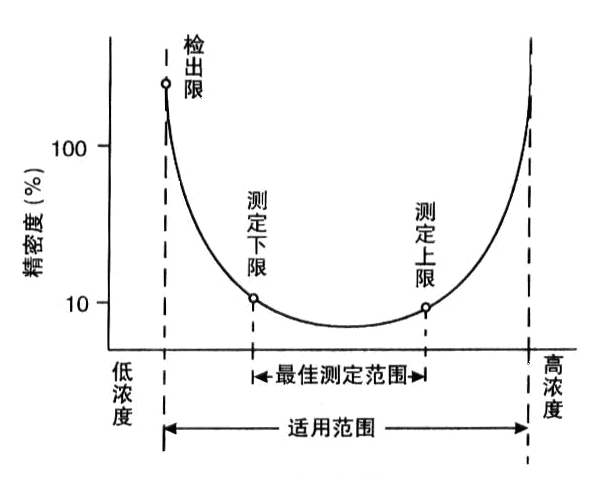 检出限
100
精密度(%)
测定下限
测定上限
10
低浓度
最佳测定范围
高浓度
适用范围